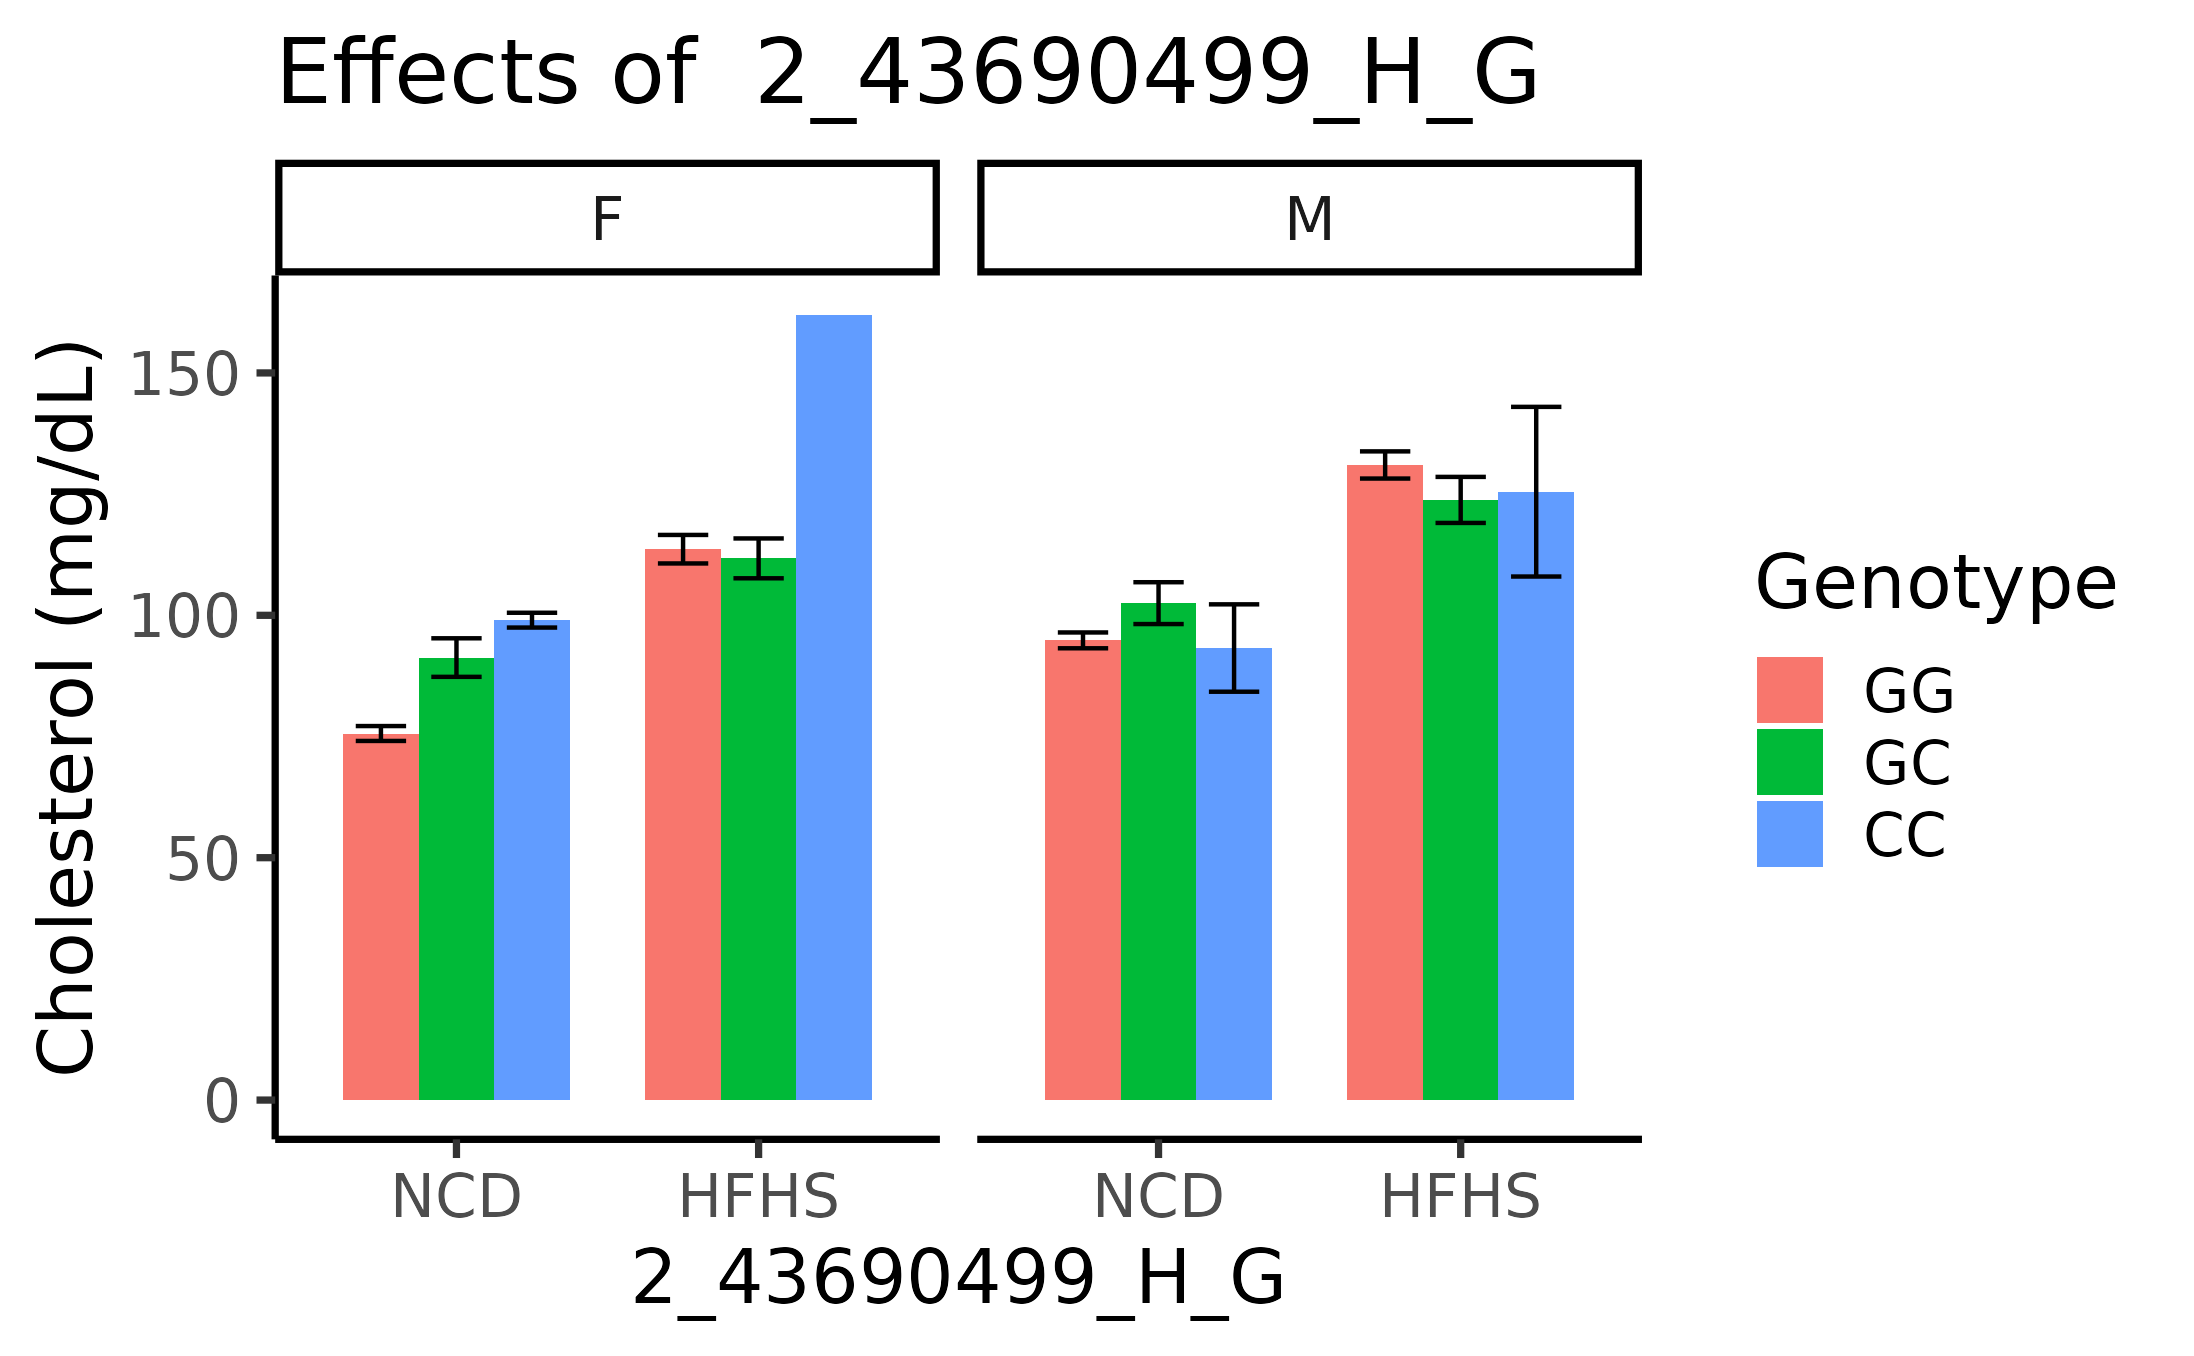 Effects of  2_43690499_H_G
F
M
Cholesterol (mg/dL)
150
100
50
0
NCD
HFHS
NCD
HFHS
2_43690499_H_G
Genotype
GG
GC
CC